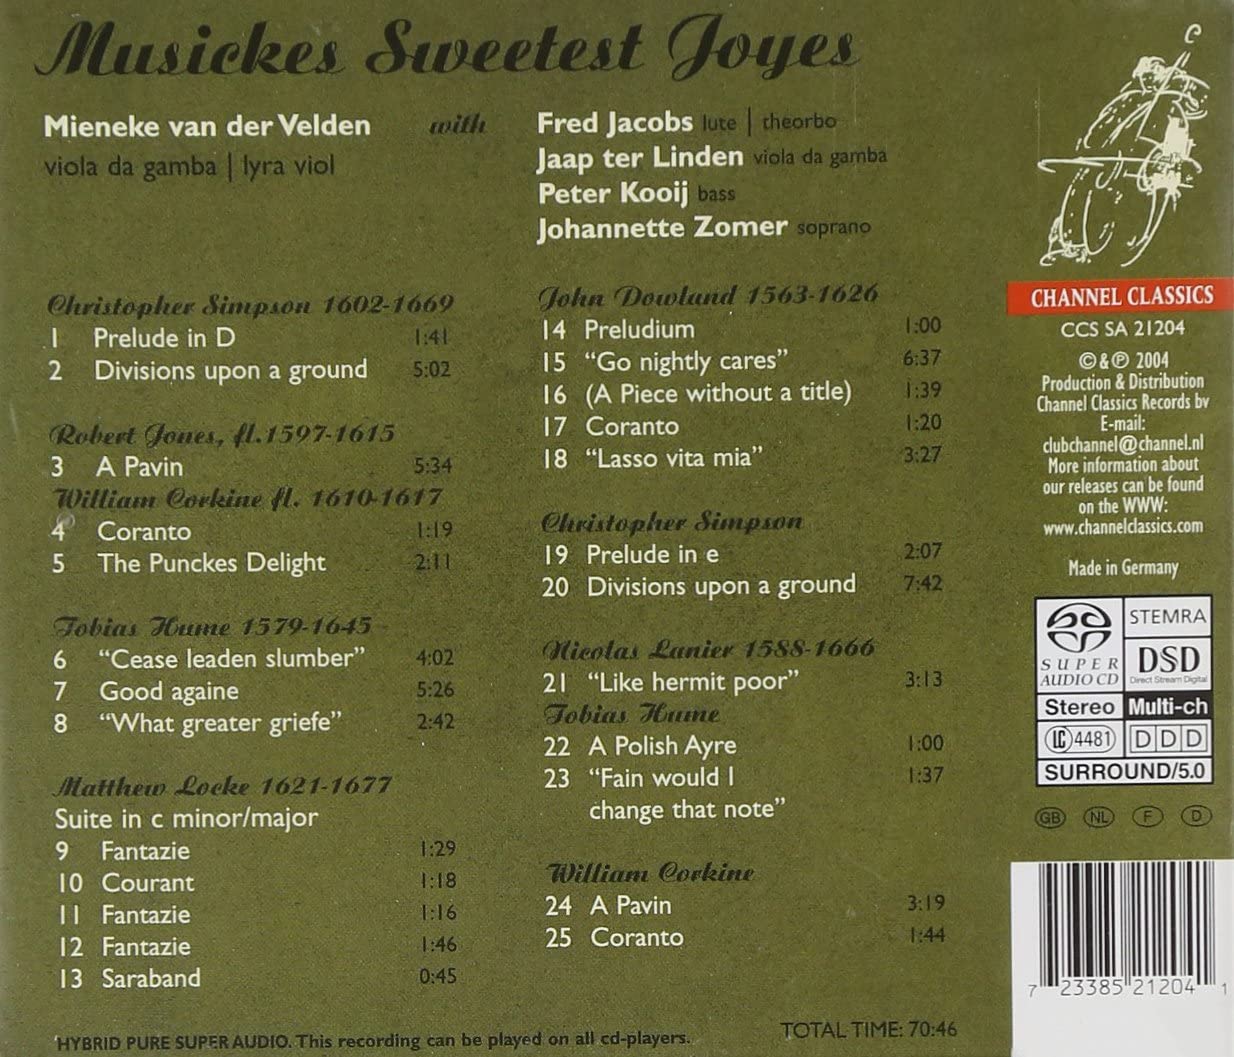 Musickes Sweetest Joyes
Mieneke van der Velden with
viola da gamba | lyra viol
Fred Jacobs lute | theorbo
Jaap ter Linden viola da gamba
Peter Kooij bass
Johannette Zomer soprano
Christopher Simpson 1602-1669
1 Prelude in D 1:41
2 Divisions upon a ground 5:02
Robert Jones, fl.1597-1615
3 A Pavin 5:34
William Corkine fl. 1610-1617
4 Coranto 1:19
5 The Punckes Delight 2:11
Tobias Hume 1579-1645
6 “Cease leaden slumber” 4:02
7 Good againe 5:26
8 “What greater griefe” 2:42
Matthew Locke 1621-1677
Suite in c minor/major
9 Fantazie 1:29
10 Courant 1:18
11 Fantazie 1:16
12 Fantazie 1:46
13 Saraband 0:45
John Dowland 1563-1626
14 Preludium 1:00
15 “Go nightly cares” 6:37
16 (A Piece without a title) 1:39
17 Coranto 1:20
18 “Lasso vita mia” 3:27
Christopher Simpson
19 Prelude in e 2:07
20 Divisions upon a ground 7:42
Nicolas Lanier 1588-1666
21 “Like hermit poor” 3:13
Tobias Hume
22 A Polish Ayre 1:00
23 “Fain would I 1:37
change that note”
William Corkine
24 A Pavin 3:19
25 Coranto 1:44
HYBRID PURE SUPER AUDIO. This recording can be played on all cd-players.
TOTAL TIME: 70:46
CHANNEL CLASSICS
CCS SA 21204
©&℗ 2004
Production & Distribution
Channel Classics Records bv
E-mail:
clubchannel@channel.nl
More information about
our releases can be found
on the WWW:
www.channelclassics.com
Made in Germany
SUPER
AUDIO CD
STEMRA
DSD
Direct Stream Digital
Stereo Multi-ch
LC 4481 D D D
SURROUND/5.0
GB NL F D
7 23385 21204 1